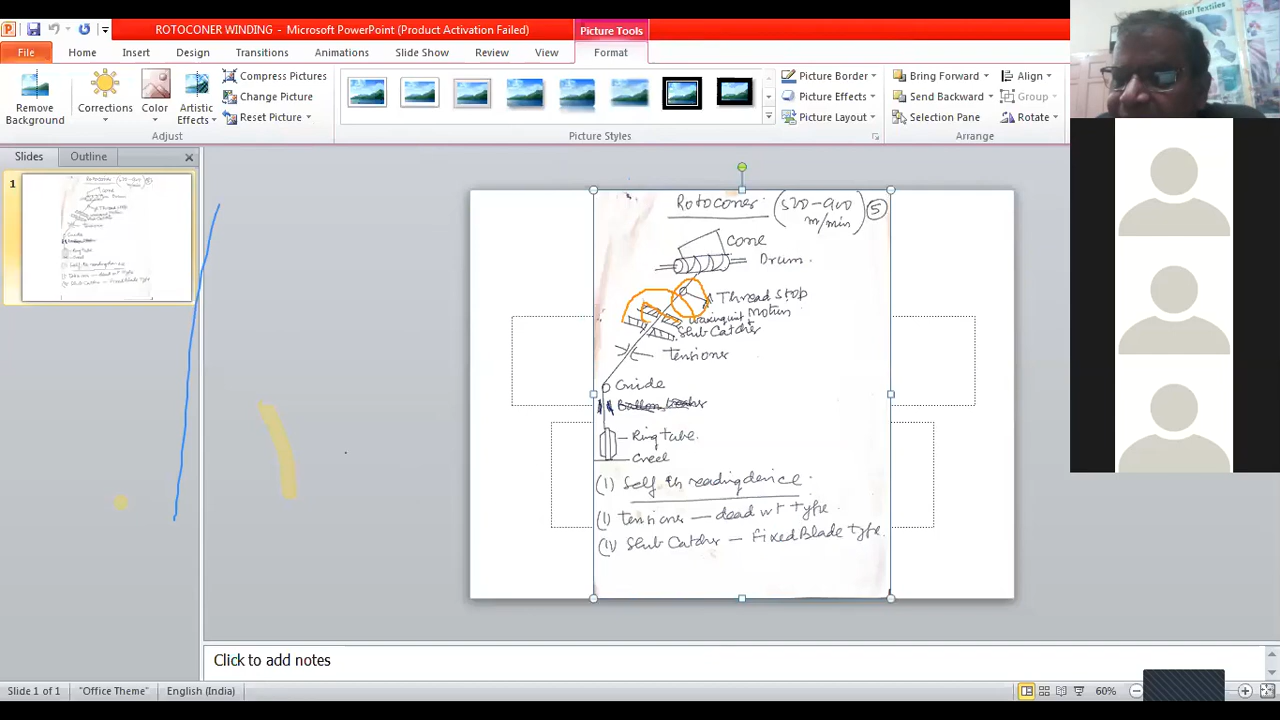 ROTOCONER WINDING - Microsoft PowerPoint (Product Activation Failed)
Picture Tools
File
Home
Insert
Design
Transitions
Animations
Slide Show
Review
View
Format
Remove
Background
Corrections
Color
Artistic
Effects
Compress Pictures
Change Picture
Reset Picture
Adjust
Picture Styles
Picture Border
Picture Effects
Picture Layout
Bring Forward
Send Backward
Selection Pane
Align
Group
Rotate
Arrange
Slides
Outline
1
Rotoconer (520-900
m/min) 5
Cone
Drum.
Thread Stop
Motion
waxing unit
Slub Catcher
Tensioner
Guide
Ring tube.
Creel
(1) Self threading device.
(1) Tensioner — dead wt type
(1) Slub Catcher — Fixed Blade type.
Click to add notes
Slide 1 of 1
"Office Theme"
English (India)
60%